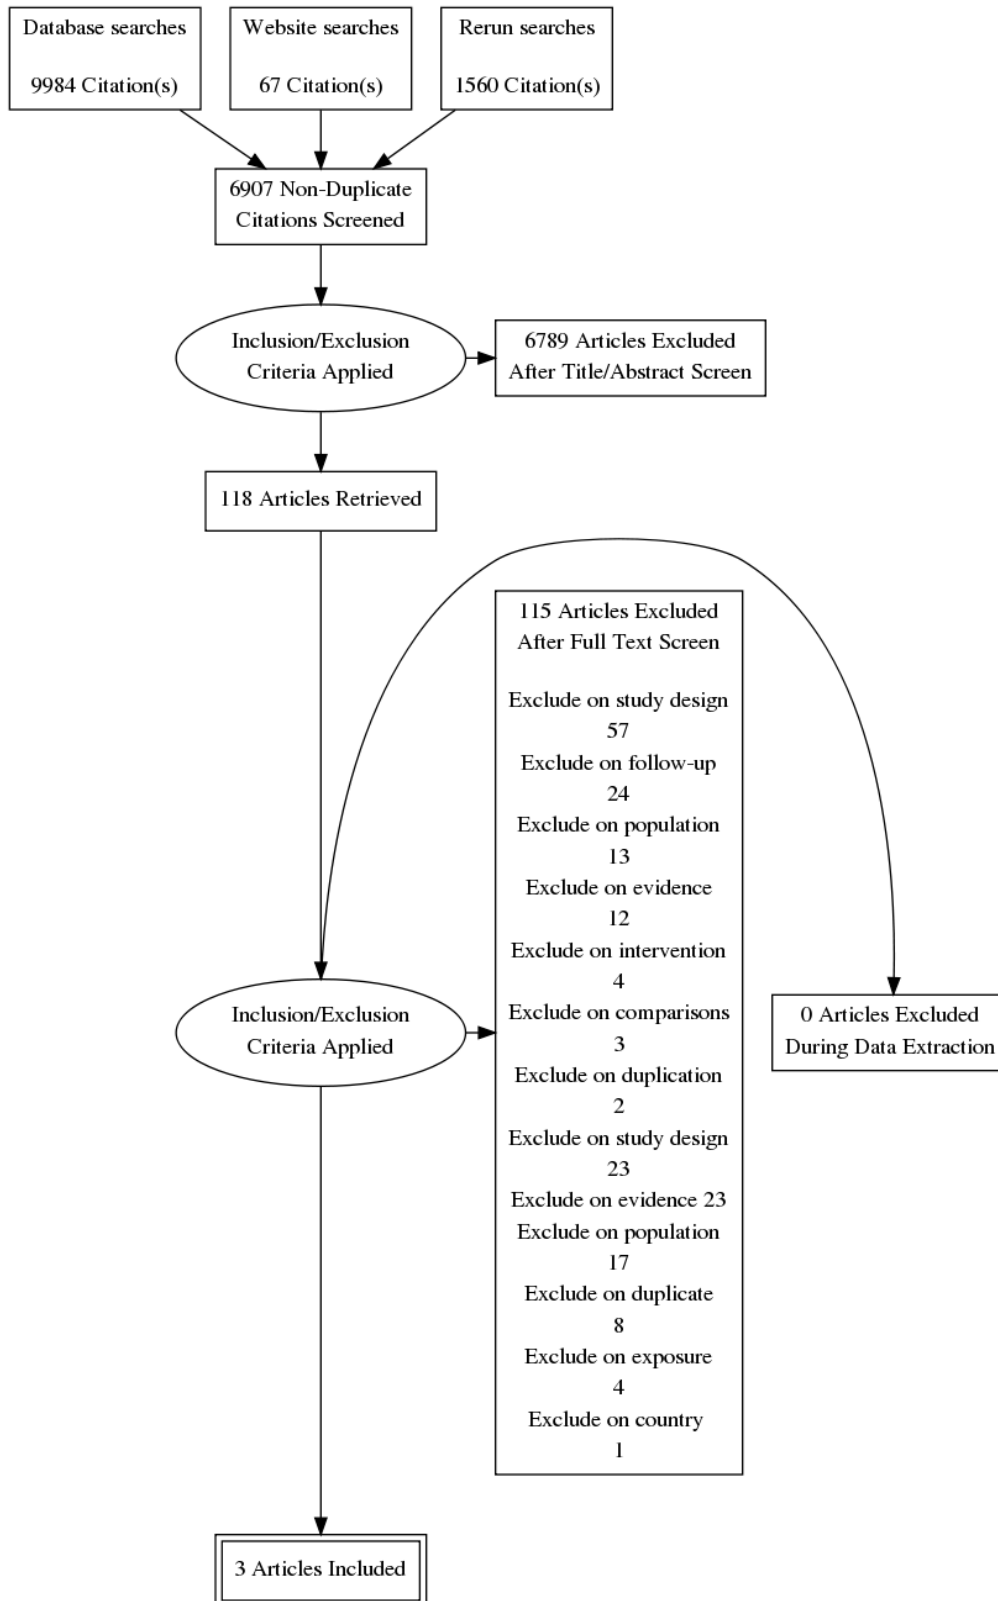 Database searches
9984 Citation(s)
Website searches
67 Citation(s)
Rerun searches
1560 Citation(s)
6907 Non-Duplicate
Citations Screened
Inclusion/Exclusion
Criteria Applied
6789 Articles Excluded
After Title/Abstract Screen
118 Articles Retrieved
115 Articles Excluded
After Full Text Screen
Exclude on study design
57
Exclude on follow-up
24
Exclude on population
13
Exclude on evidence
12
Exclude on intervention
4
Exclude on comparisons
3
Exclude on duplication
2
Exclude on study design
23
Exclude on evidence 23
Exclude on population
17
Exclude on duplicate
8
Exclude on exposure
4
Exclude on country
1
Inclusion/Exclusion
Criteria Applied
0 Articles Excluded
During Data Extraction
3 Articles Included